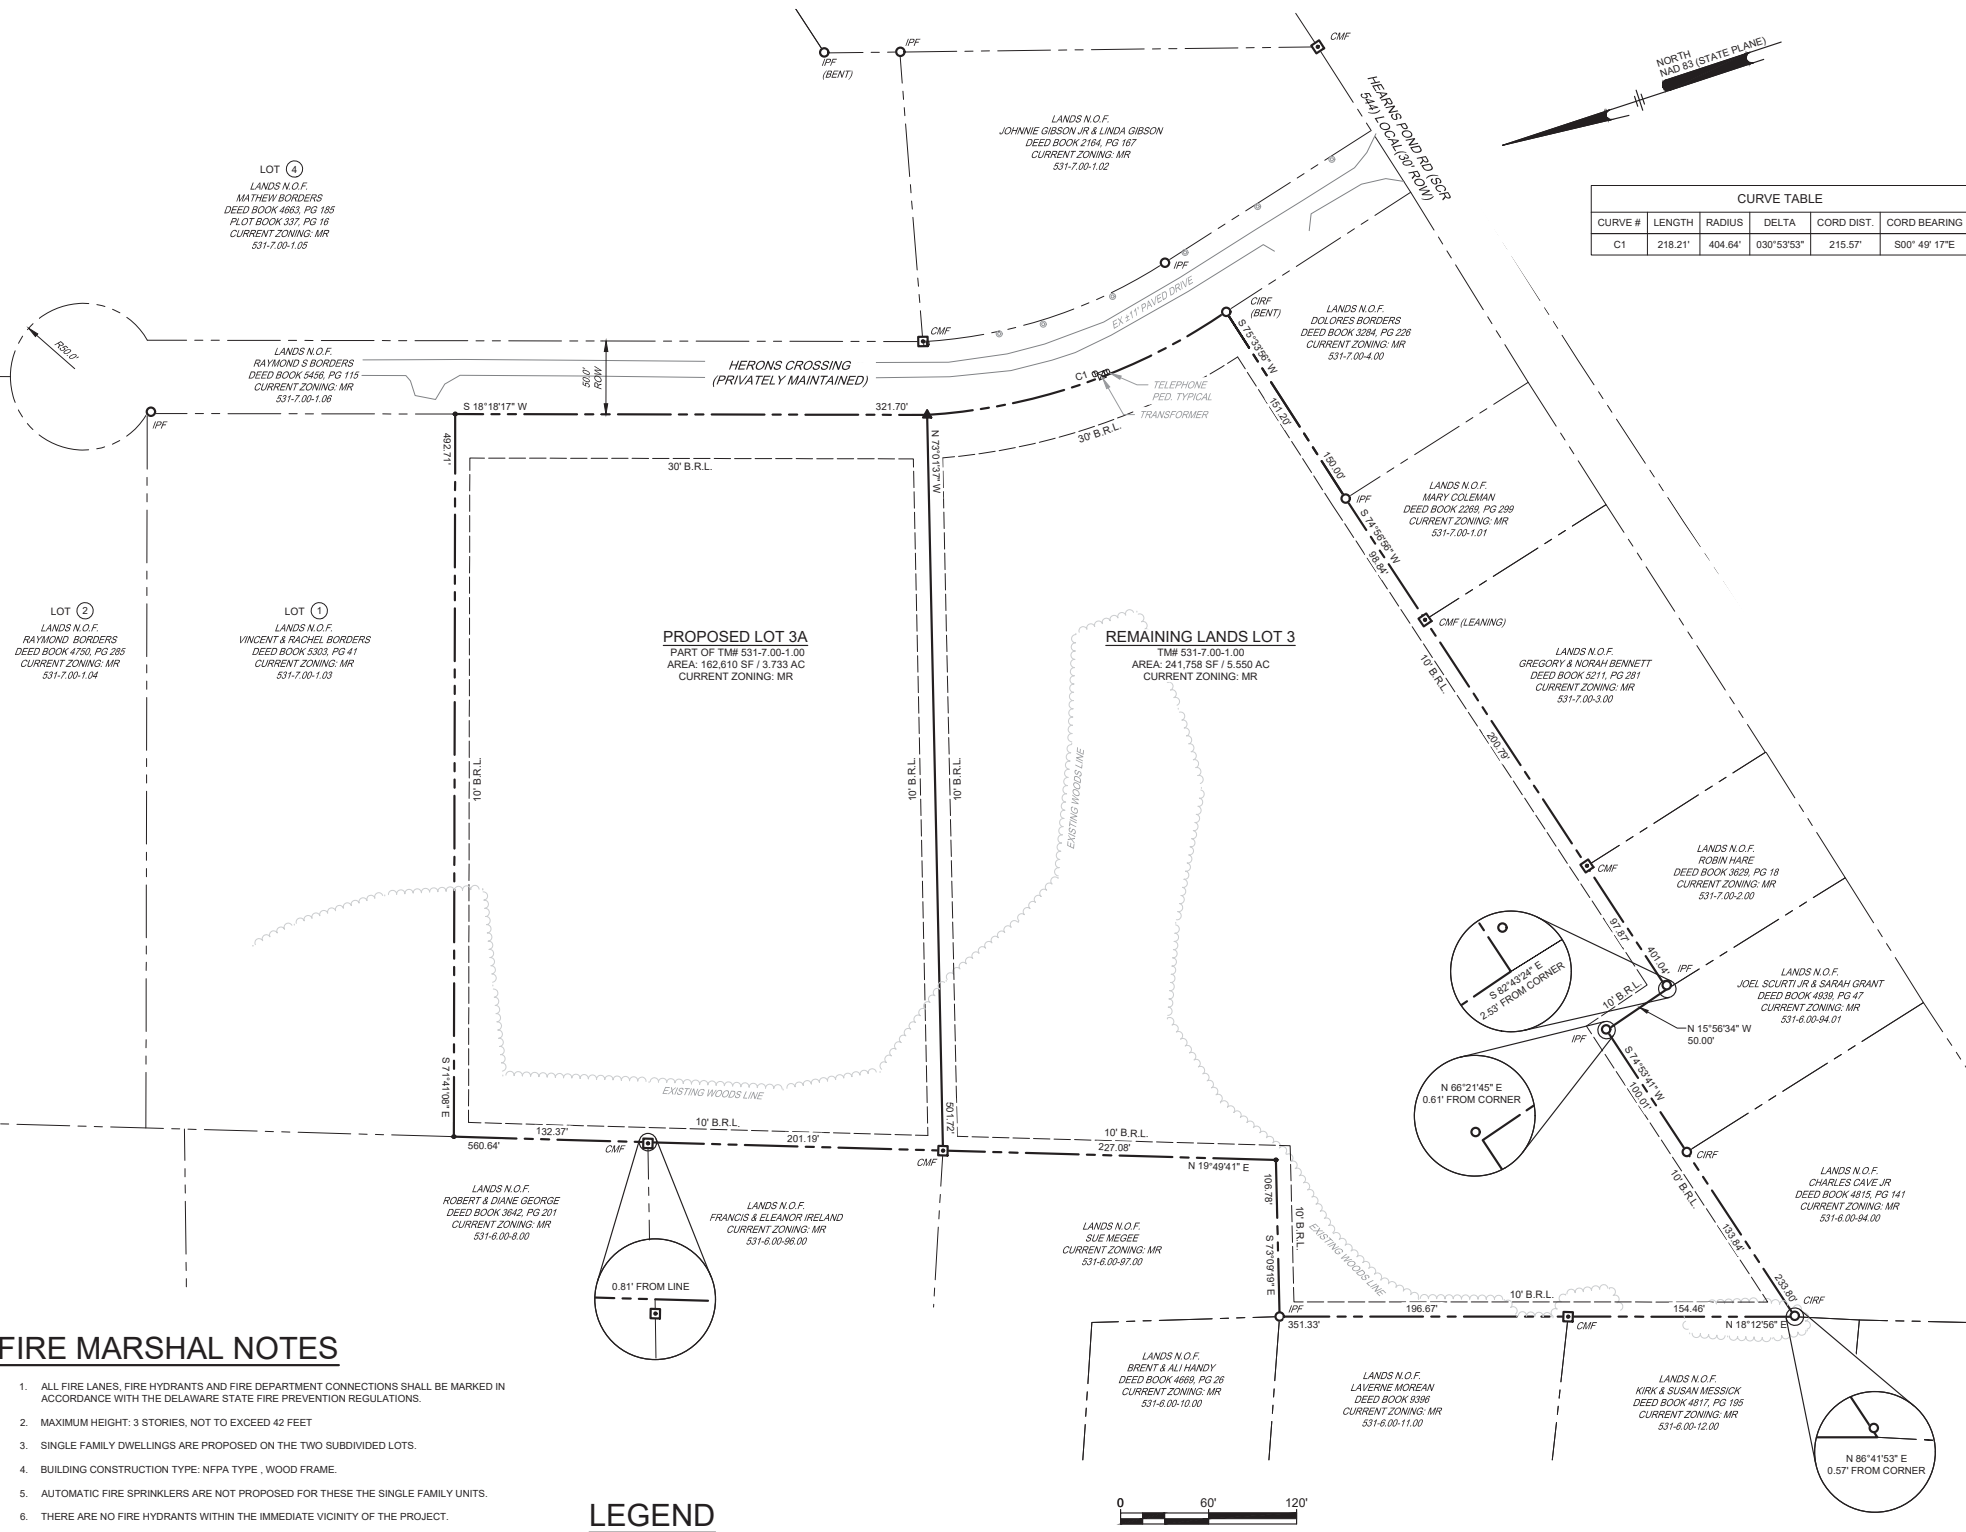 IPF
(BENT)
IPF
CMF
NORTH
NAD 83 (STATE PLANE)
HEARNS POND RD (SCR
544) LOCAL(30' ROW)
LANDS N.O.F.
JOHNNIE GIBSON JR & LINDA GIBSON
DEED BOOK 2164, PG 167
CURRENT ZONING: MR
531-7.00-1.02
LOT 4
LANDS N.O.F.
MATHEW BORDERS
DEED BOOK 4663, PG 185
PLOT BOOK 337, PG 16
CURRENT ZONING: MR
531-7.00-1.05
CURVE TABLE
CURVE # LENGTH RADIUS DELTA CORD DIST. CORD BEARING
C1 218.21' 404.64' 030°53'53" 215.57' S00° 49' 17"E
R50.0'
LANDS N.O.F.
RAYMOND S BORDERS
DEED BOOK 5456, PG 115
CURRENT ZONING: MR
531-7.00-1.06
50.0'
ROW
HERONS CROSSING
(PRIVATELY MAINTAINED)
CMF
IPF
EX ±11' PAVED DRIVE
CIRF
(BENT)
LANDS N.O.F.
DOLORES BORDERS
DEED BOOK 3284, PG 226
CURRENT ZONING: MR
531-7.00-4.00
C1
TELEPHONE
PED. TYPICAL
TRANSFORMER
IPF
S 18°18'17" W
321.70'
492.71'
30' B.R.L.
N 73°01'37" W
30' B.R.L.
S 75°33'56" W
151.20'
150.00'
IPF
LANDS N.O.F.
MARY COLEMAN
DEED BOOK 2269, PG 299
CURRENT ZONING: MR
531-7.00-1.01
S 74°56'56" W
98.84'
CMF (LEANING)
LOT 2
LANDS N.O.F.
RAYMOND BORDERS
DEED BOOK 4750, PG 285
CURRENT ZONING: MR
531-7.00-1.04
LOT 1
LANDS N.O.F.
VINCENT & RACHEL BORDERS
DEED BOOK 5303, PG 41
CURRENT ZONING: MR
531-7.00-1.03
PROPOSED LOT 3A
PART OF TM# 531-7.00-1.00
AREA: 162,610 SF / 3.733 AC
CURRENT ZONING: MR
REMAINING LANDS LOT 3
TM# 531-7.00-1.00
AREA: 241,758 SF / 5.550 AC
CURRENT ZONING: MR
10' B.R.L.
LANDS N.O.F.
GREGORY & NORAH BENNETT
DEED BOOK 5211, PG 281
CURRENT ZONING: MR
531-7.00-3.00
200.79'
10' B.R.L.
10' B.R.L.
10' B.R.L.
EXISTING WOODS LINE
CMF
LANDS N.O.F.
ROBIN HARE
DEED BOOK 3629, PG 18
CURRENT ZONING: MR
531-7.00-2.00
97.87'
401.04'
IPF
S 82°43'24" E
2.53' FROM CORNER
10' B.R.L.
LANDS N.O.F.
JOEL SCURTI JR & SARAH GRANT
DEED BOOK 4939, PG 47
CURRENT ZONING: MR
531-6.00-94.01
N 15°56'34" W
50.00'
IPF
S 74°53'41" W
100.01'
N 66°21'45" E
0.61' FROM CORNER
S 71°41'08" E
EXISTING WOODS LINE
501.72'
10' B.R.L.
132.37'
560.64'
CMF
201.19'
CMF
10' B.R.L.
227.08'
N 19°49'41" E
CIRF
10' B.R.L.
LANDS N.O.F.
CHARLES CAVE JR
DEED BOOK 4815, PG 141
CURRENT ZONING: MR
531-6.00-94.00
133.84'
233.80'
LANDS N.O.F.
ROBERT & DIANE GEORGE
DEED BOOK 3642, PG 201
CURRENT ZONING: MR
531-6.00-8.00
LANDS N.O.F.
FRANCIS & ELEANOR IRELAND
CURRENT ZONING: MR
531-6.00-96.00
LANDS N.O.F.
SUE MEGEE
CURRENT ZONING: MR
531-6.00-97.00
106.78'
S 73°09'19" E
10' B.R.L.
EXISTING WOODS LINE
0.81' FROM LINE
IPF
351.33'
196.67'
10' B.R.L.
CMF
154.46'
N 18°12'56" E
CIRF
LANDS N.O.F.
BRENT & ALI HANDY
DEED BOOK 4669, PG 26
CURRENT ZONING: MR
531-6.00-10.00
LANDS N.O.F.
LAVERNE MOREAN
DEED BOOK 9396
CURRENT ZONING: MR
531-6.00-11.00
LANDS N.O.F.
KIRK & SUSAN MESSICK
DEED BOOK 4817, PG 195
CURRENT ZONING: MR
531-6.00-12.00
N 86°41'53" E
0.57' FROM CORNER
FIRE MARSHAL NOTES
1. ALL FIRE LANES, FIRE HYDRANTS AND FIRE DEPARTMENT CONNECTIONS SHALL BE MARKED IN
ACCORDANCE WITH THE DELAWARE STATE FIRE PREVENTION REGULATIONS.
2. MAXIMUM HEIGHT: 3 STORIES, NOT TO EXCEED 42 FEET
3. SINGLE FAMILY DWELLINGS ARE PROPOSED ON THE TWO SUBDIVIDED LOTS.
4. BUILDING CONSTRUCTION TYPE: NFPA TYPE , WOOD FRAME.
5. AUTOMATIC FIRE SPRINKLERS ARE NOT PROPOSED FOR THESE THE SINGLE FAMILY UNITS.
6. THERE ARE NO FIRE HYDRANTS WITHIN THE IMMEDIATE VICINITY OF THE PROJECT.
LEGEND
0 60' 120'